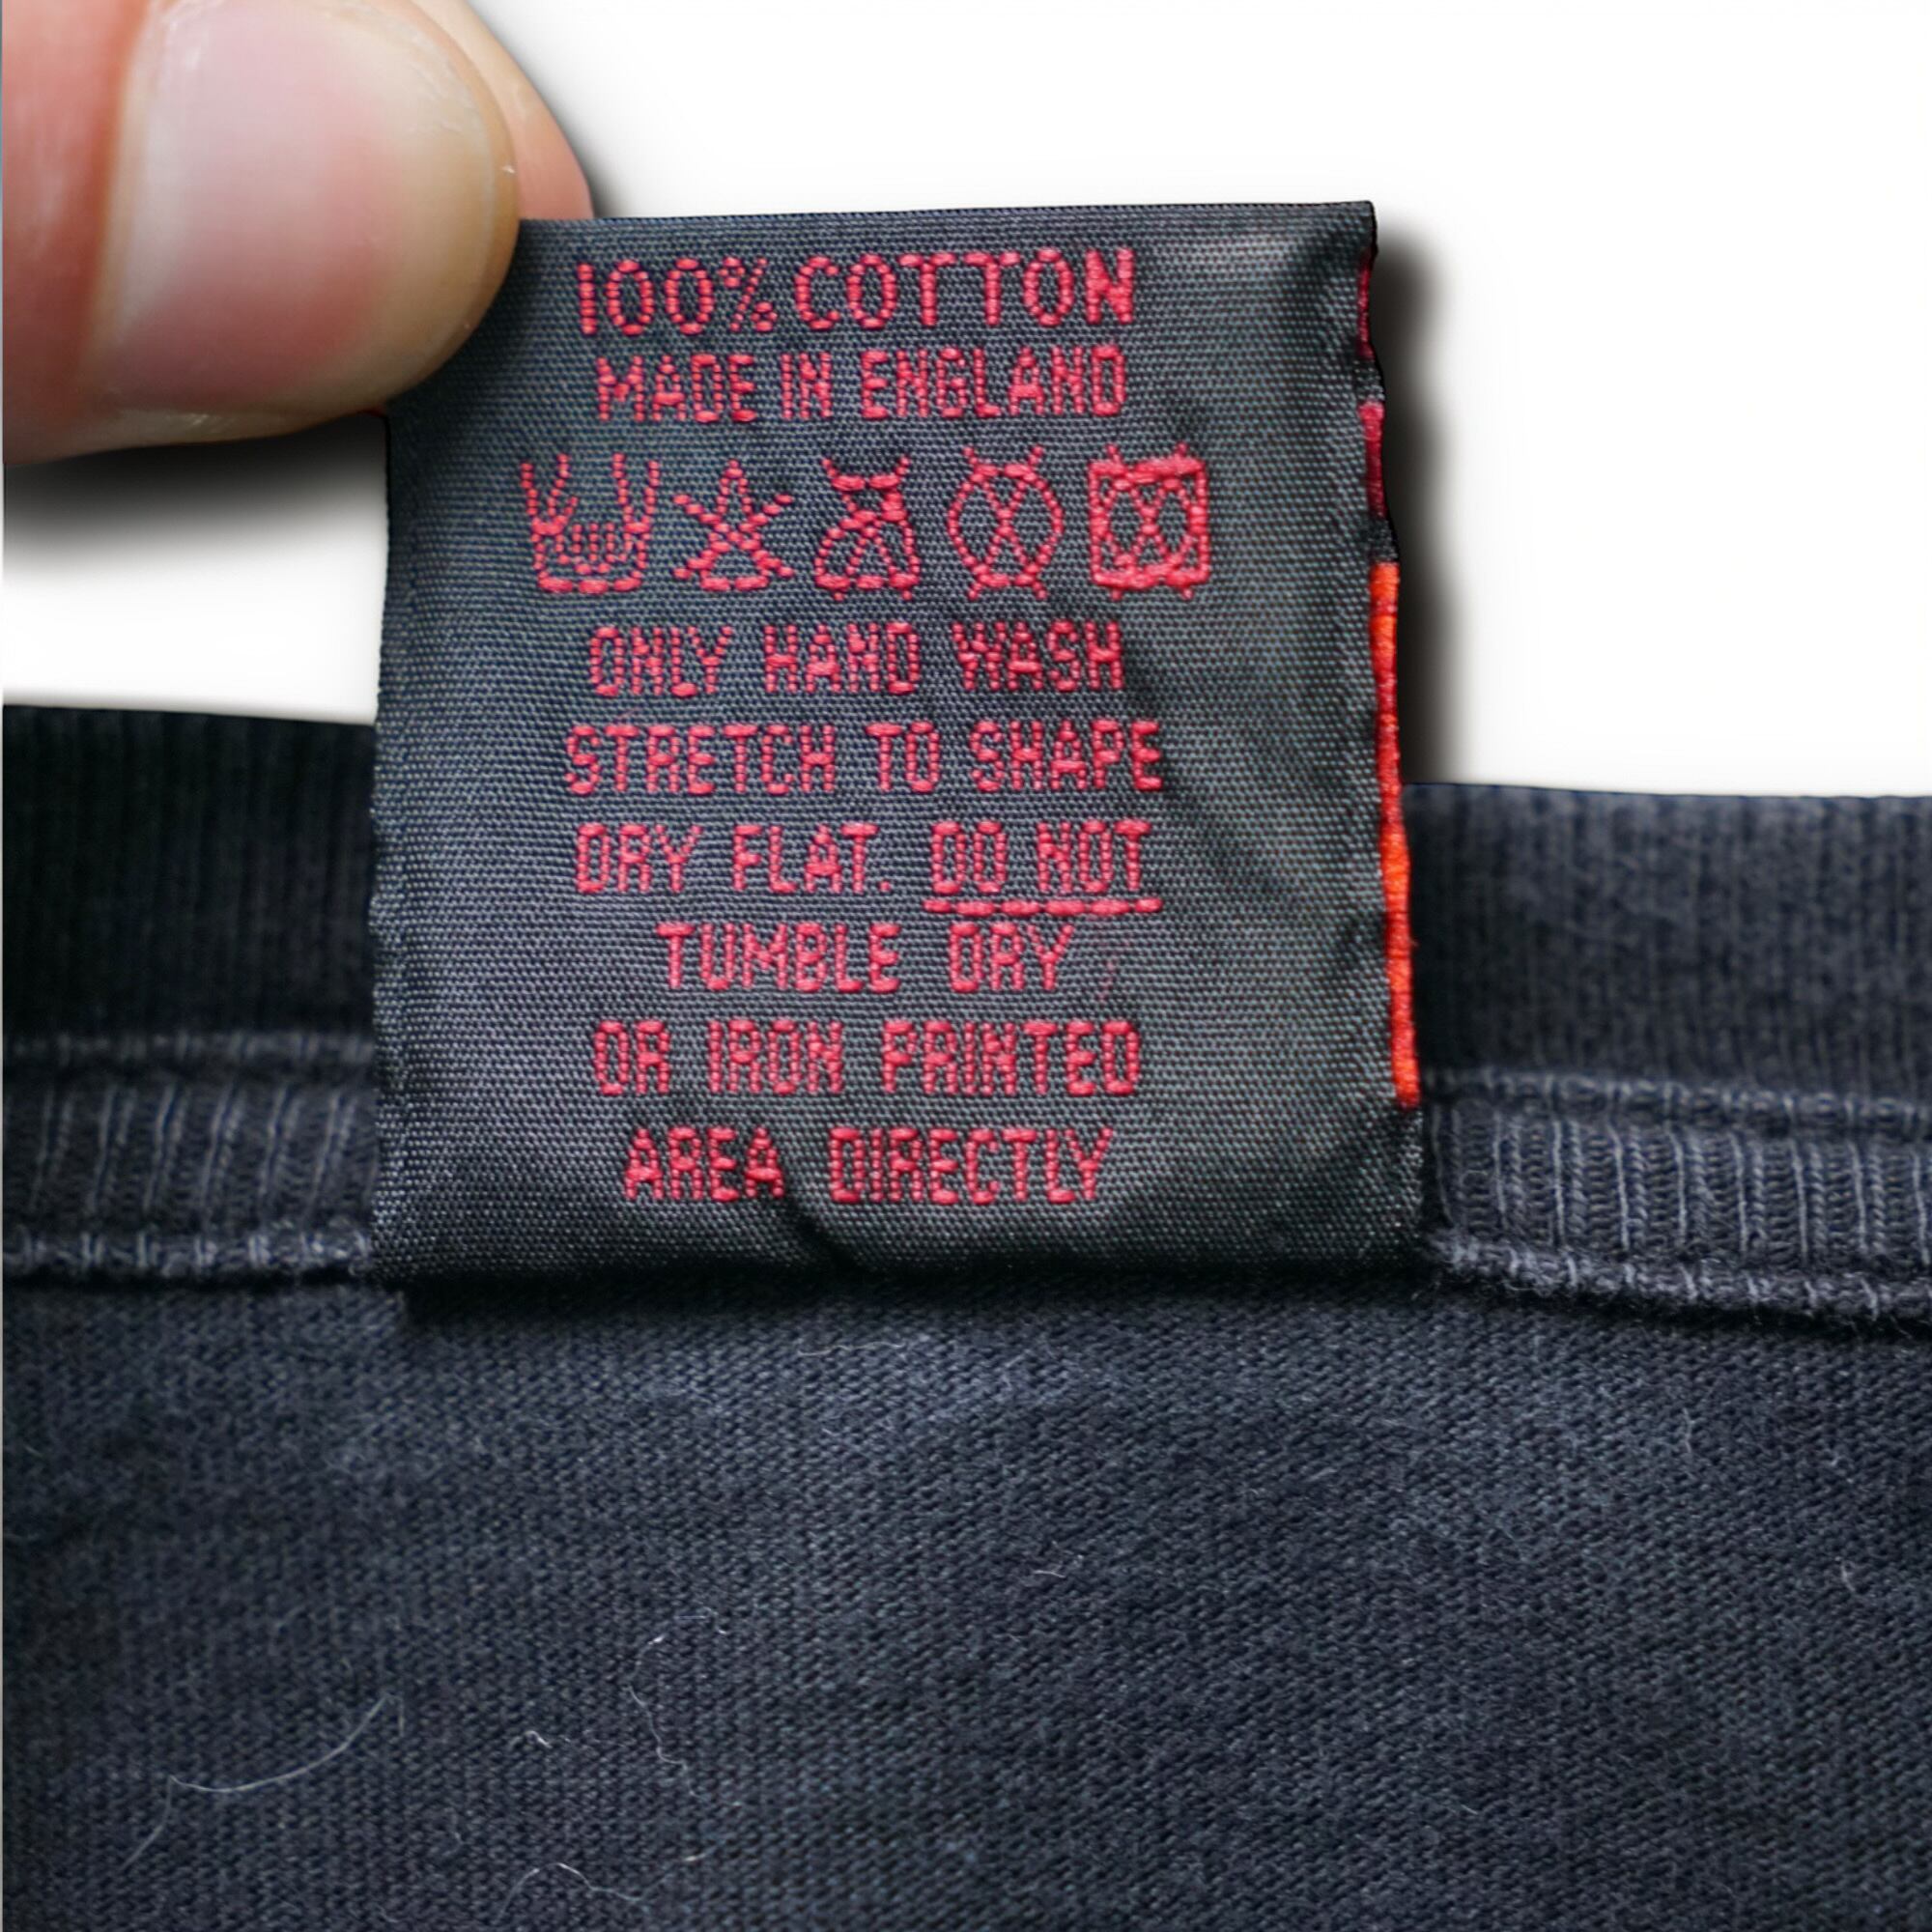 100% COTTON
MADE IN ENGLAND
ONLY HAND WASH
STRETCH TO SHAPE
DRY FLAT. DO NOT
TUMBLE DRY
OR IRON PRINTED
AREA DIRECTLY